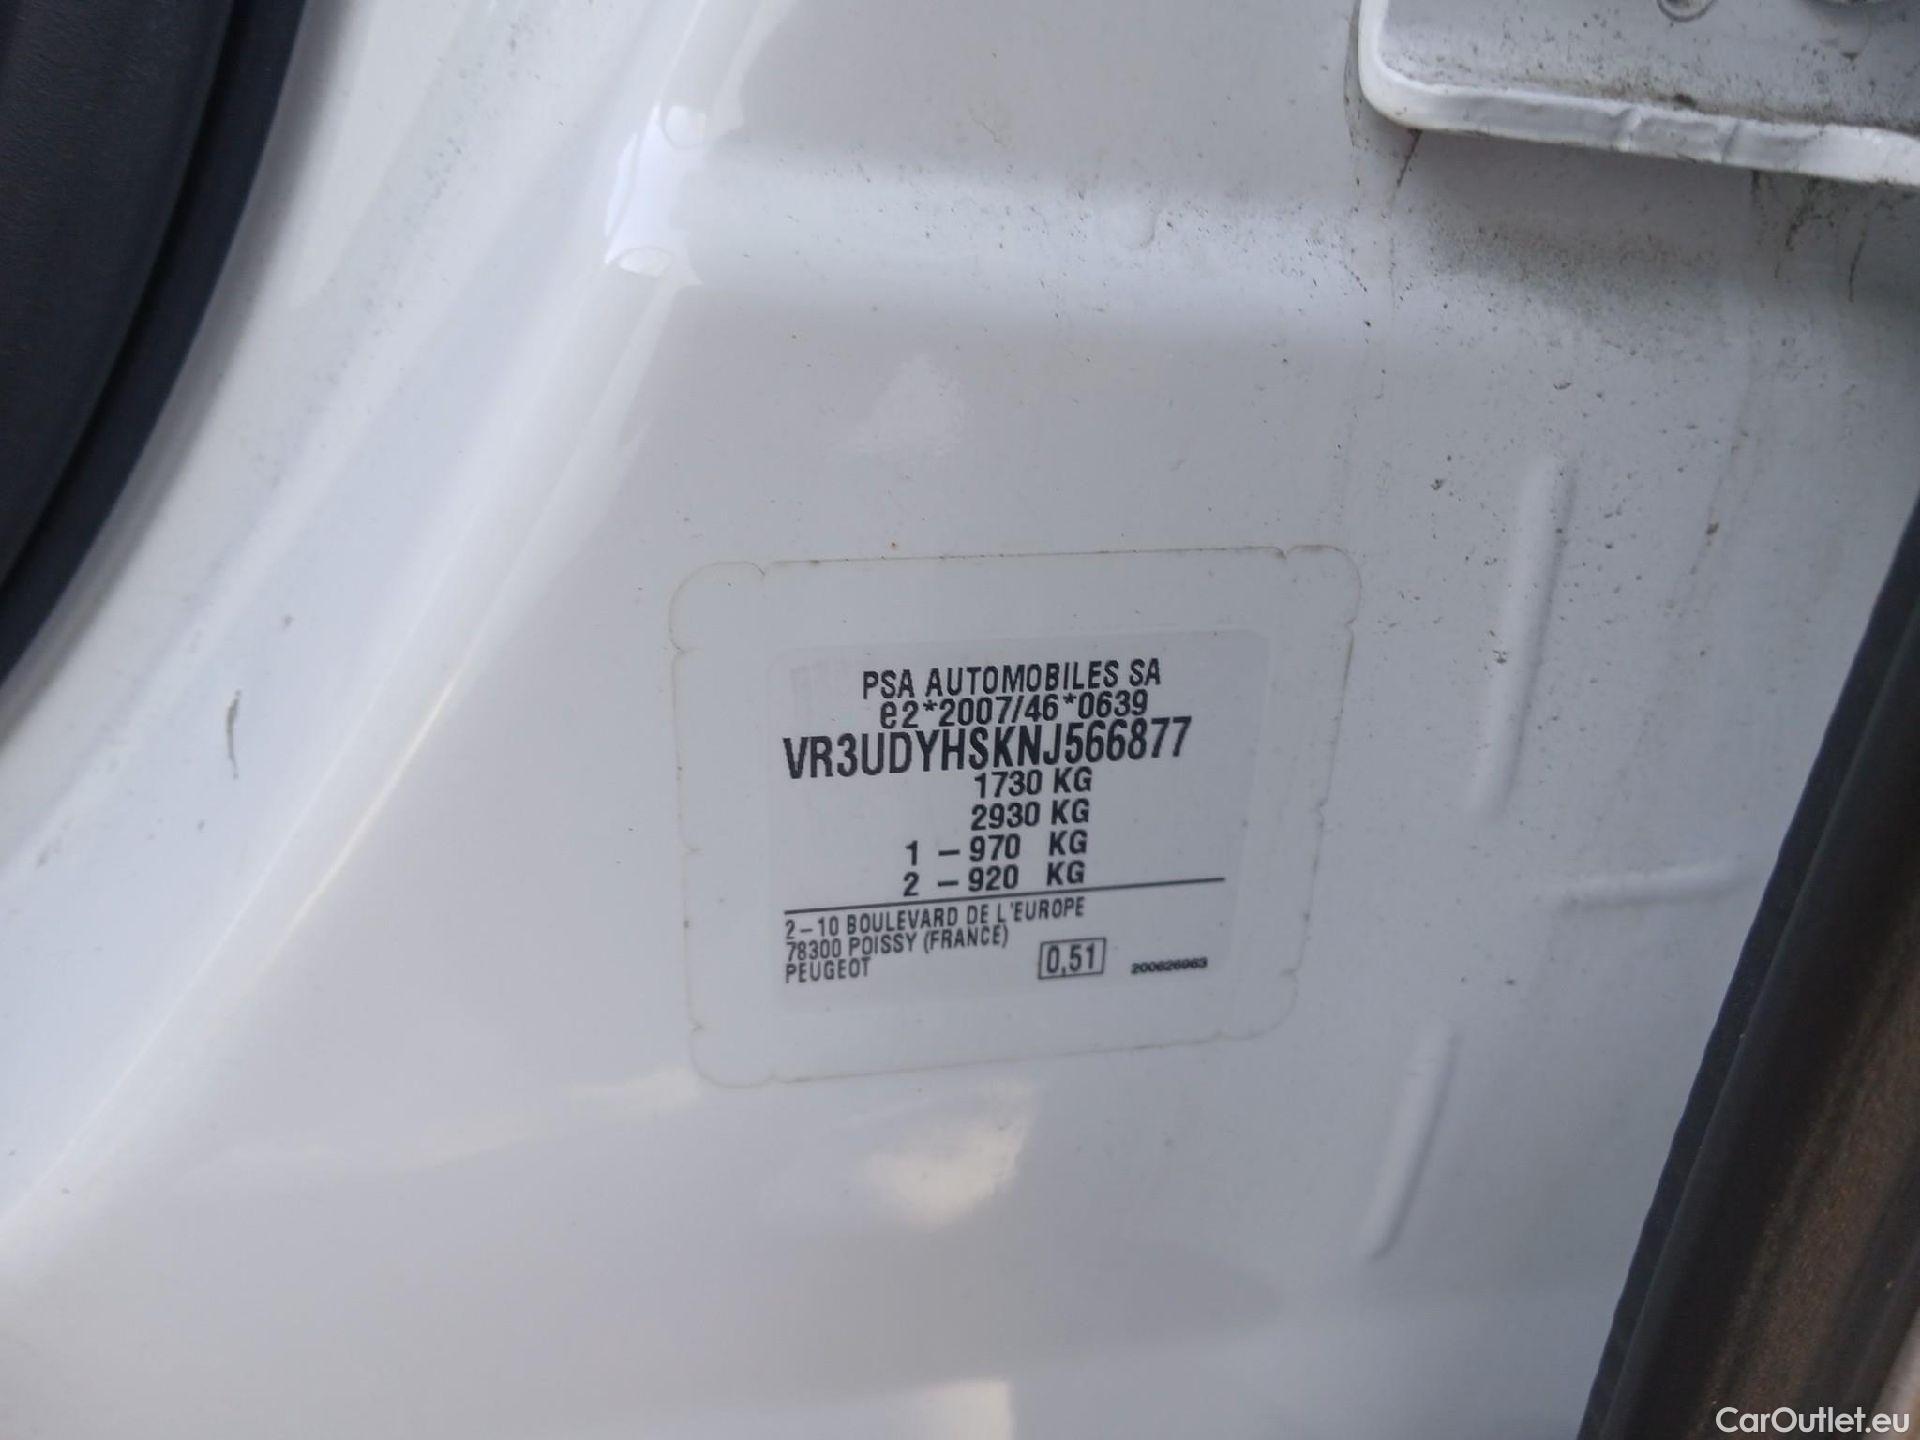 PSA AUTOMOBILES SA
e2*2007/46*0639
VR3UDYHSKNJ566877
1730 KG
2930 KG
1 – 970 KG
2 – 920 KG
2–10 BOULEVARD DE L'EUROPE
78300 POISSY (FRANCE)
PEUGEOT
0,51
200626963
CarOutlet.eu